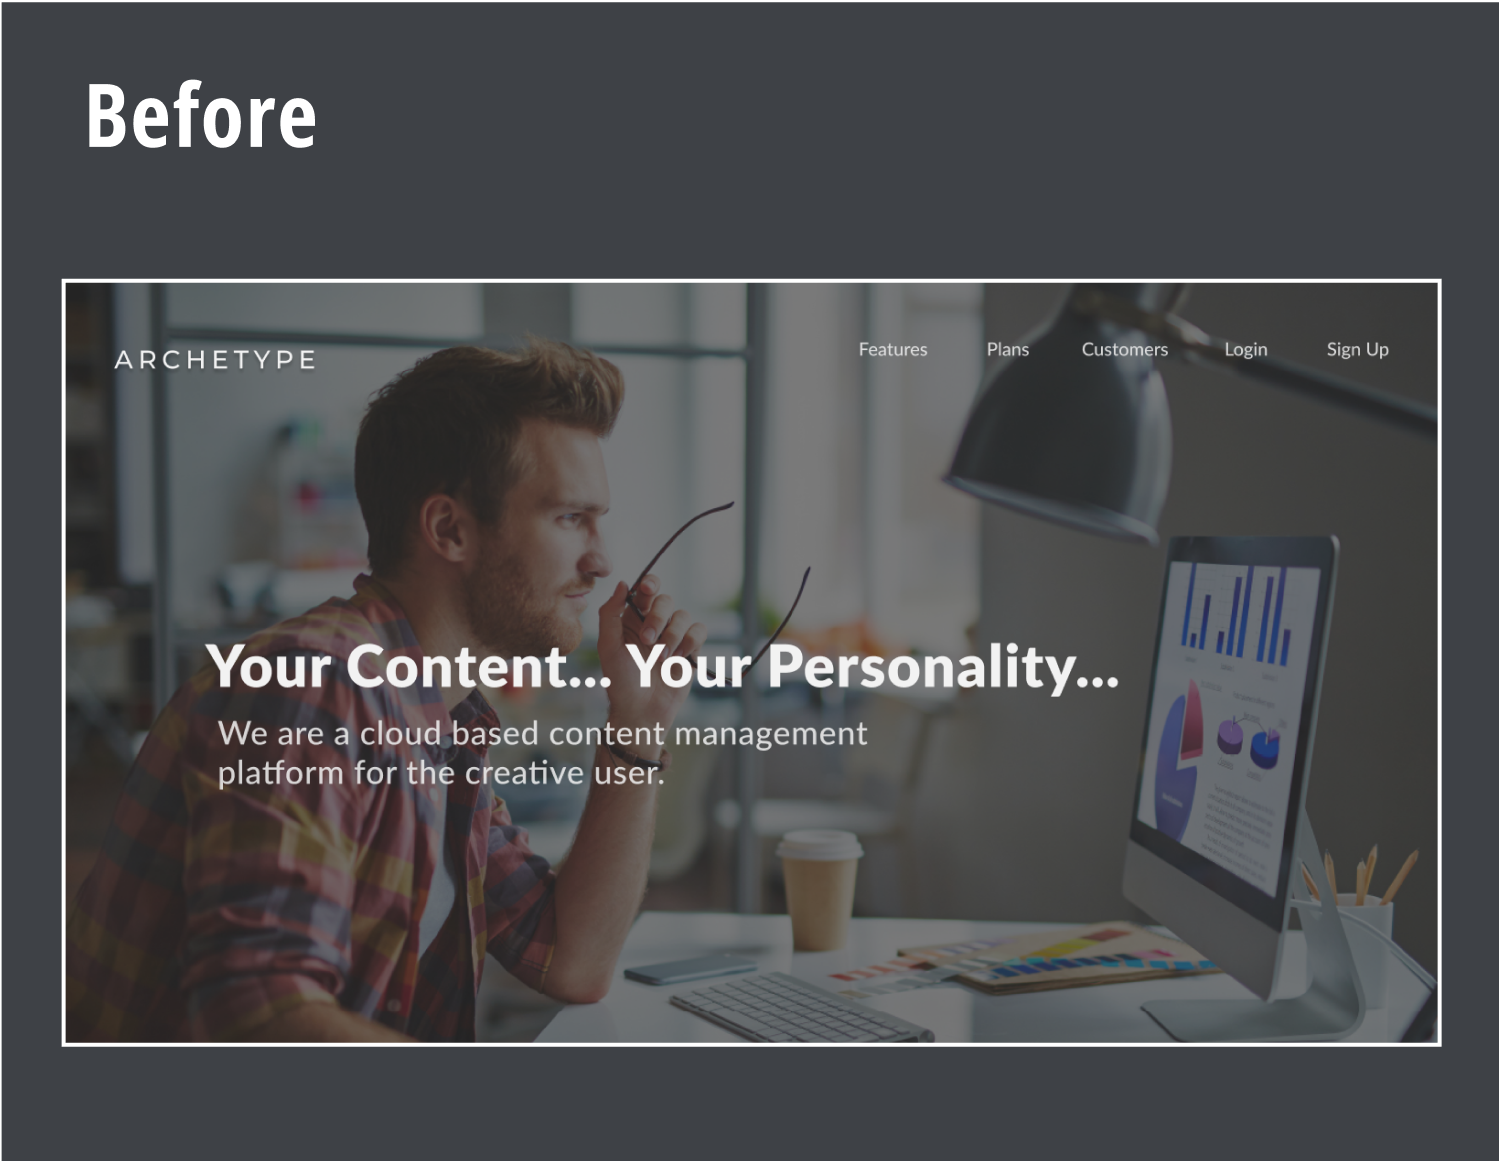 Before
ARCHETYPE
Features Plans Customers Login Sign Up
Your Content... Your Personality...
We are a cloud based content management
platform for the creative user.